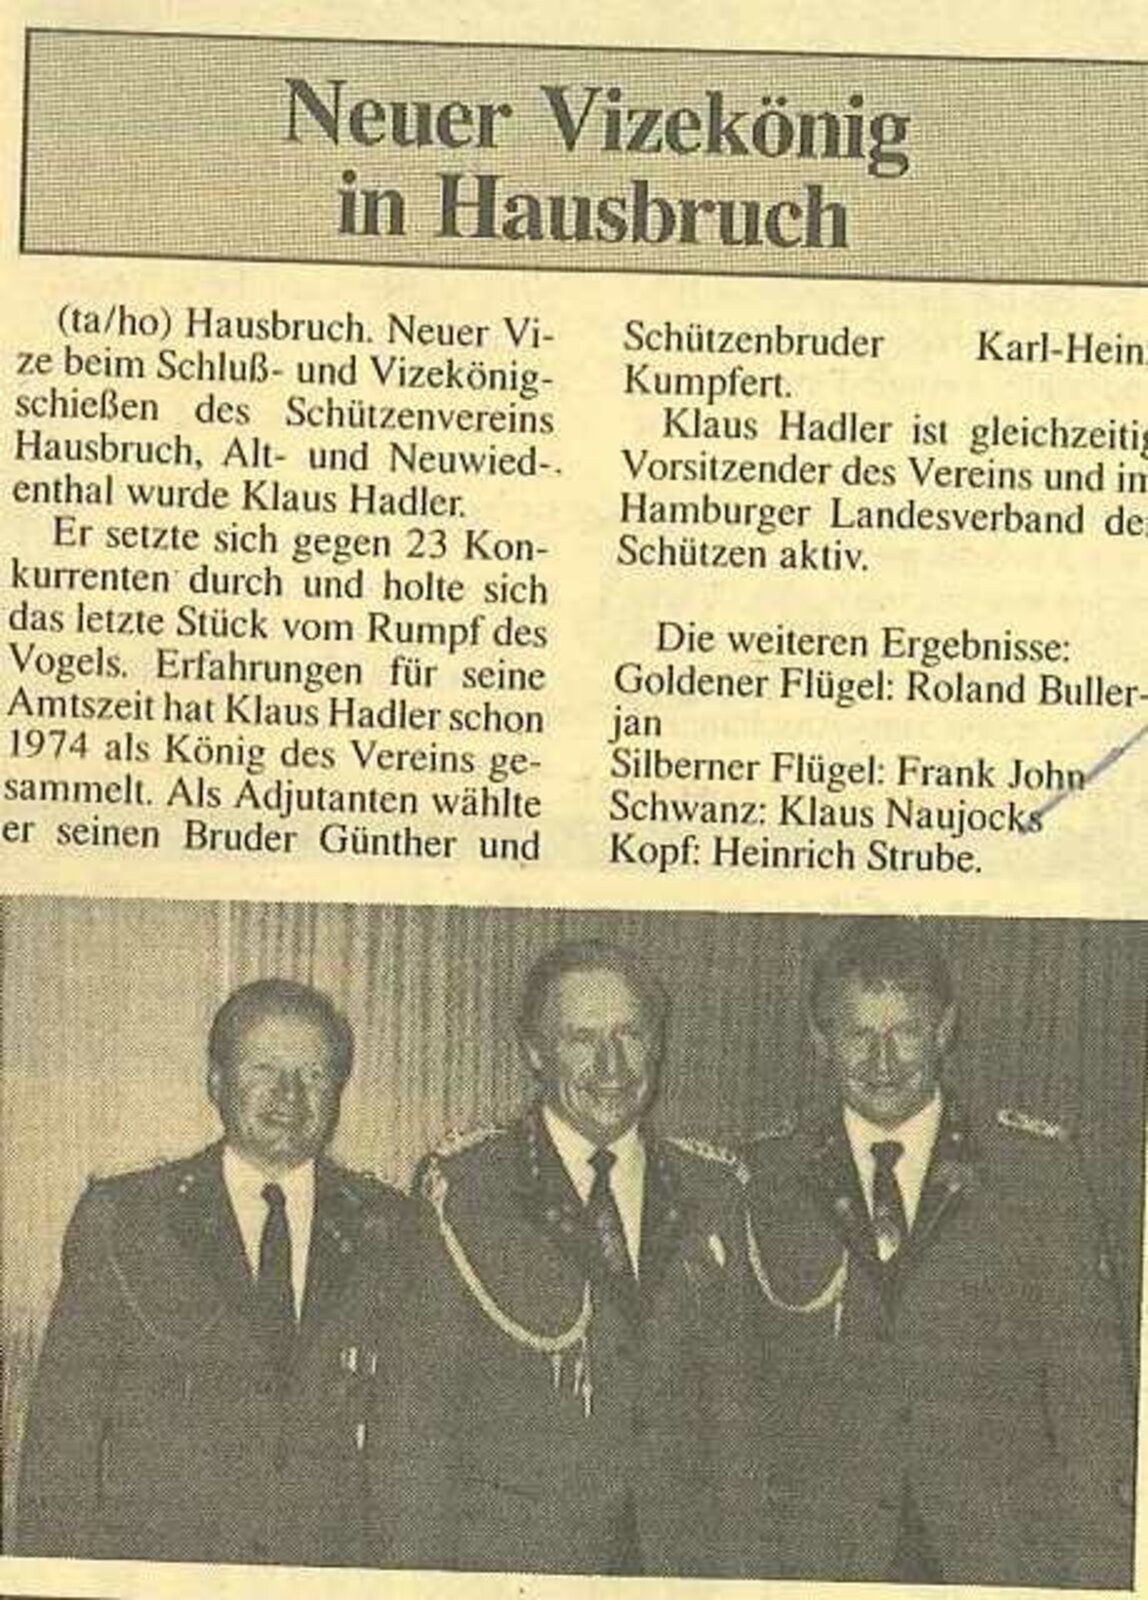 Neuer Vizekönig
in Hausbruch
(ta/ho) Hausbruch. Neuer Vi-
ze beim Schluß- und Vizekönig-
schießen des Schützenvereins
Hausbruch, Alt- und Neuwied-
enthal wurde Klaus Hadler.
Er setzte sich gegen 23 Kon-
kurrenten durch und holte sich
das letzte Stück vom Rumpf des
Vogels. Erfahrungen für seine
Amtszeit hat Klaus Hadler schon
1974 als König des Vereins ge-
sammelt. Als Adjutanten wählte
er seinen Bruder Günther und
Schützenbruder Karl-Hein
Kumpfert.
Klaus Hadler ist gleichzeitig
Vorsitzender des Vereins und im
Hamburger Landesverband der
Schützen aktiv.
Die weiteren Ergebnisse:
Goldener Flügel: Roland Buller-
jan
Silberner Flügel: Frank John
Schwanz: Klaus Naujocks
Kopf: Heinrich Strube.